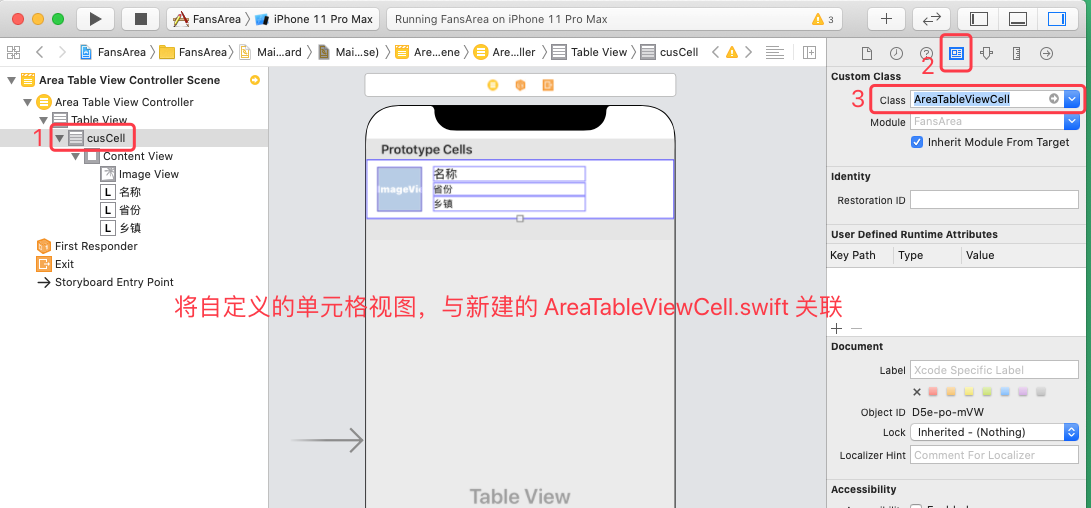 FansArea
iPhone 11 Pro Max
Running FansArea on iPhone 11 Pro Max
3
FansArea
FansArea
Mai...ard
Mai...se)
Are...ene
Are...ller
Table View
cusCell
2
Area Table View Controller Scene
Area Table View Controller
Table View
1
cusCell
Content View
Image View
L 名称
L 省份
L 乡镇
First Responder
Exit
Storyboard Entry Point
Prototype Cells
ImageVie
名称
省份
乡镇
将自定义的单元格视图，与新建的 AreaTableViewCell.swift 关联
Table View
Custom Class
3
Class AreaTableViewCell
Module FansArea
Inherit Module From Target
Identity
Restoration ID
User Defined Runtime Attributes
Key Path Type Value
Document
Label Xcode Specific Label
Object ID D5e-po-mVW
Lock Inherited - (Nothing)
Localizer Hint Comment For Localizer
Accessibility